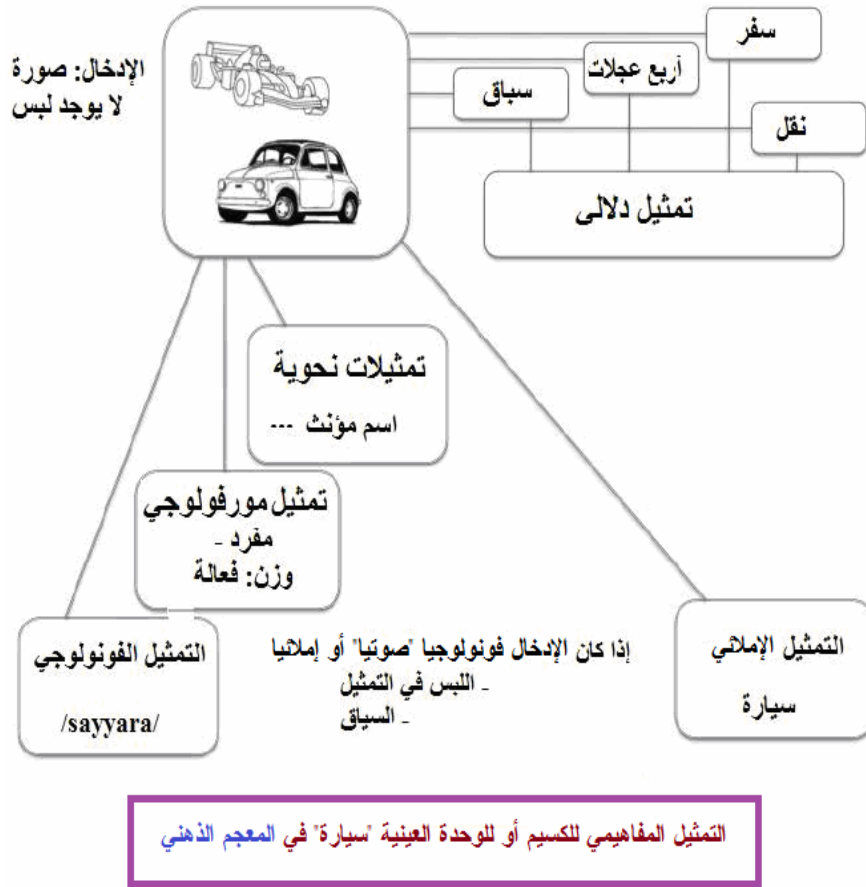 الإدخال: صورة
لا يوجد لبس
سفر
أربع عجلات
سباق
نقل
تمثيل دلالى
تمثيلات نحوية
اسم مؤنث ---
تمثيل مورفولوجي
مفرد -
وزن: فعالة
التمثيل الإملائي
سيارة
إذا كان الإدخال فونولوجيا "صوتيا" أو إملائيا
- اللبس في التمثيل
- السياق
التمثيل الفونولوجي
/sayyara/
التمثيل المفاهيمي للكسيم أو للوحدة العينية "سيارة" في المعجم الذهني